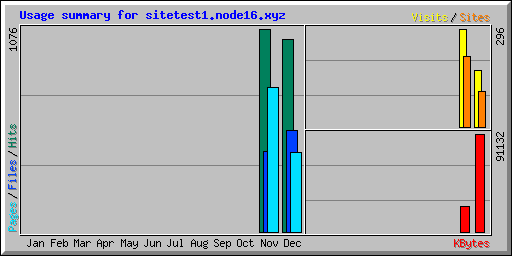 Usage summary for sitetest1.node16.xyz
Visits / Sites
1076
296
91132
Pages / Files / Hits
Jan Feb Mar Apr May Jun Jul Aug Sep Oct Nov Dec
KBytes